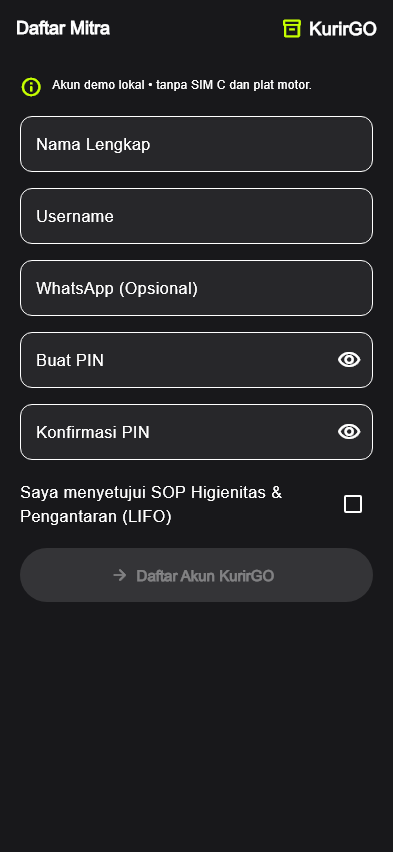 Daftar Mitra
KurirGO
Akun demo lokal • tanpa SIM C dan plat motor.
Nama Lengkap
Username
WhatsApp (Opsional)
Buat PIN
Konfirmasi PIN
Saya menyetujui SOP Higienitas &
Pengantaran (LIFO)
Daftar Akun KurirGO